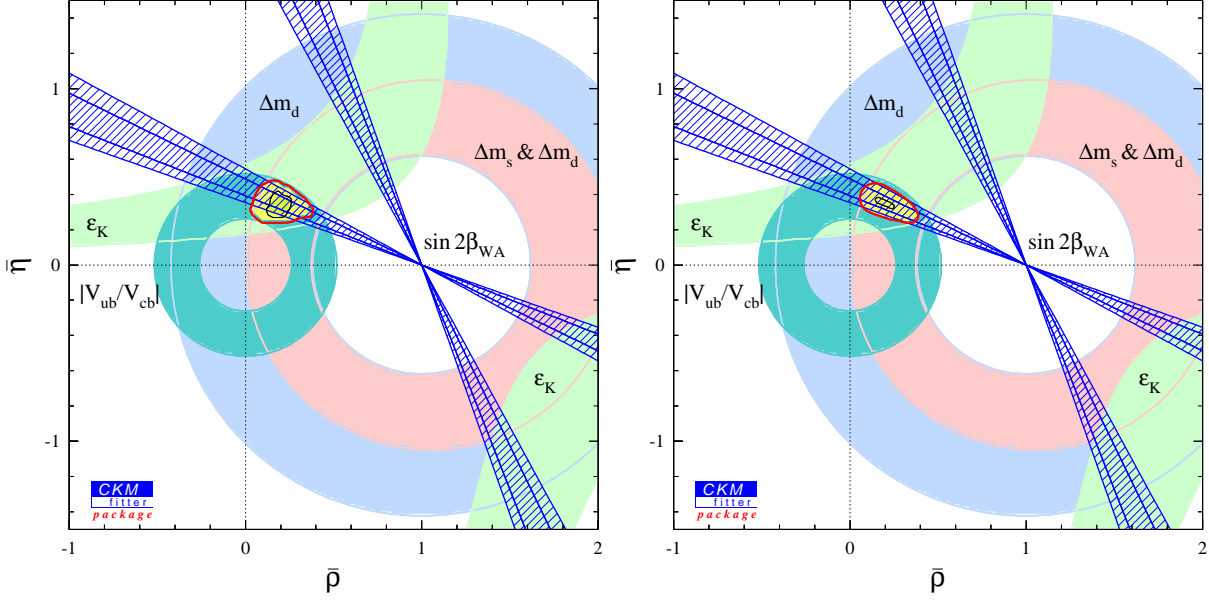 1
0
-1
-1
0
1
2
η̄
ρ̄
Δm_d
Δm_s & Δm_d
ε_K
sin 2β_WA
|V_ub/V_cb|
ε_K
CKM
fitter
package
1
0
-1
-1
0
1
2
η̄
ρ̄
Δm_d
Δm_s & Δm_d
ε_K
sin 2β_WA
|V_ub/V_cb|
ε_K
CKM
fitter
package